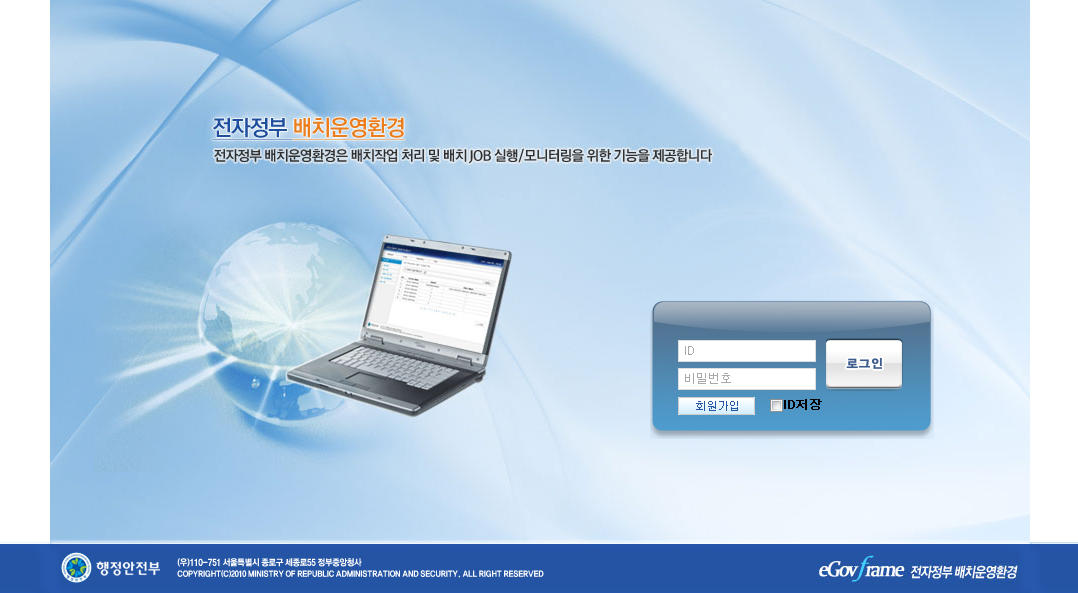 전자정부 배치운영환경
전자정부 배치운영환경은 배치작업 처리 및 배치 JOB 실행/모니터링을 위한 기능을 제공합니다
ID
비밀번호
로그인
회원가입
ID저장
행정안전부
(우)110-751 서울특별시 종로구 세종로55 정부중앙청사
COPYRIGHT(C)2010 MINISTRY OF REPUBLIC ADMINISTRATION AND SECURITY. ALL RIGHT RESERVED
eGovframe 전자정부 배치운영환경